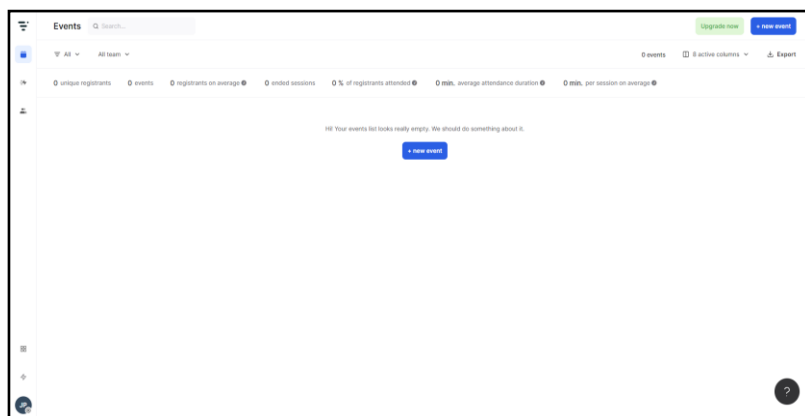 Events
Search...
Upgrade now
+ new event
All
All team
0 events
6 active columns
Export
0 unique registrants
0 events
0 registrants on average
0 ended sessions
0 % of registrants attended
0 min. average attendance duration
0 min. per session on average
Hi! Your events list looks really empty. We should do something about it.
+ new event
JP
?